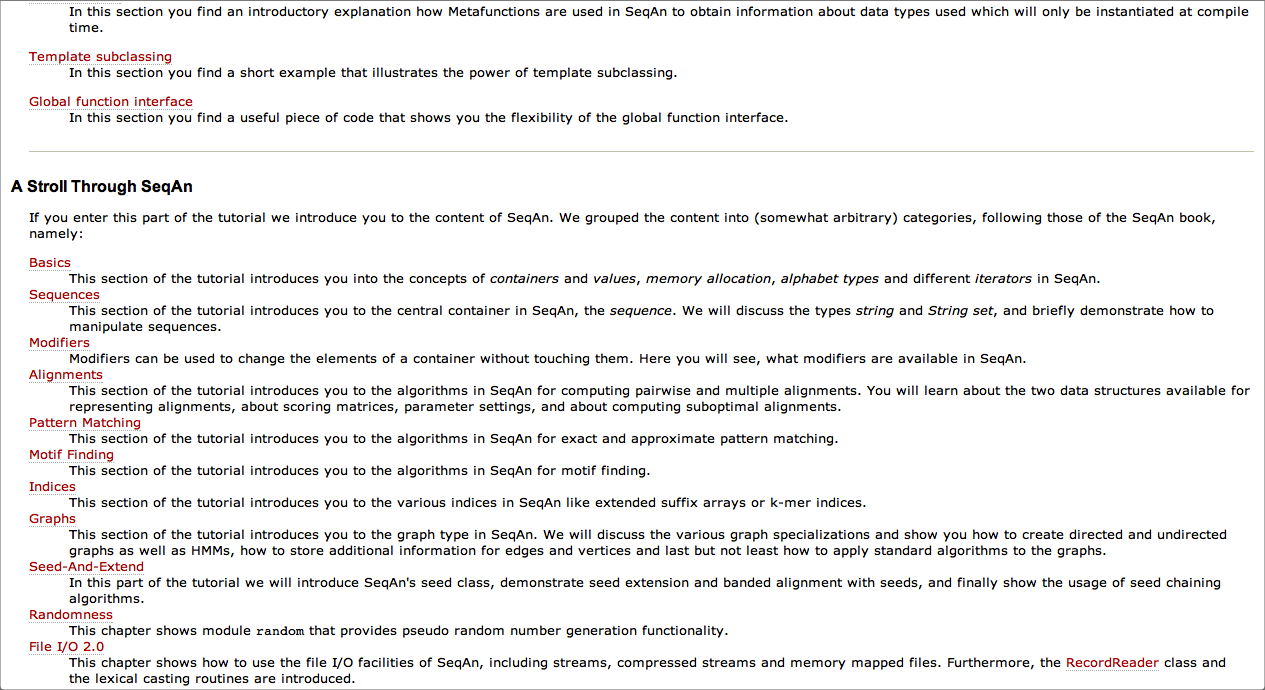 In this section you find an introductory explanation how Metafunctions are used in SeqAn to obtain information about data types used which will only be instantiated at compile
time.
Template subclassing
In this section you find a short example that illustrates the power of template subclassing.
Global function interface
In this section you find a useful piece of code that shows you the flexibility of the global function interface.
A Stroll Through SeqAn
If you enter this part of the tutorial we introduce you to the content of SeqAn. We grouped the content into (somewhat arbitrary) categories, following those of the SeqAn book,
namely:
Basics
This section of the tutorial introduces you into the concepts of containers and values, memory allocation, alphabet types and different iterators in SeqAn.
Sequences
This section of the tutorial introduces you to the central container in SeqAn, the sequence. We will discuss the types string and String set, and briefly demonstrate how to
manipulate sequences.
Modifiers
Modifiers can be used to change the elements of a container without touching them. Here you will see, what modifiers are available in SeqAn.
Alignments
This section of the tutorial introduces you to the algorithms in SeqAn for computing pairwise and multiple alignments. You will learn about the two data structures available for
representing alignments, about scoring matrices, parameter settings, and about computing suboptimal alignments.
Pattern Matching
This section of the tutorial introduces you to the algorithms in SeqAn for exact and approximate pattern matching.
Motif Finding
This section of the tutorial introduces you to the algorithms in SeqAn for motif finding.
Indices
This section of the tutorial introduces you to the various indices in SeqAn like extended suffix arrays or k-mer indices.
Graphs
This section of the tutorial introduces you to the graph type in SeqAn. We will discuss the various graph specializations and show you how to create directed and undirected
graphs as well as HMMs, how to store additional information for edges and vertices and last but not least how to apply standard algorithms to the graphs.
Seed-And-Extend
In this part of the tutorial we will introduce SeqAn's seed class, demonstrate seed extension and banded alignment with seeds, and finally show the usage of seed chaining
algorithms.
Randomness
This chapter shows module random that provides pseudo random number generation functionality.
File I/O 2.0
This chapter shows how to use the file I/O facilities of SeqAn, including streams, compressed streams and memory mapped files. Furthermore, the RecordReader class and
the lexical casting routines are introduced.